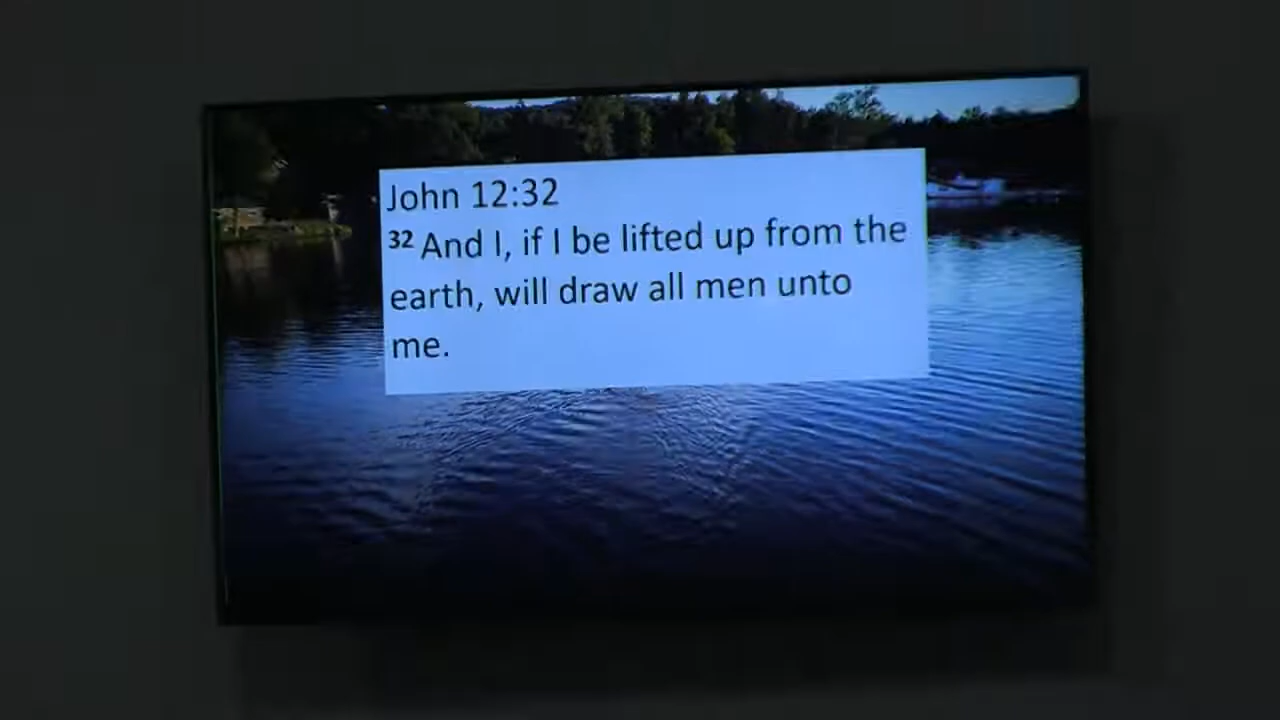 John 12:32
32 And I, if I be lifted up from the
earth, will draw all men unto
me.